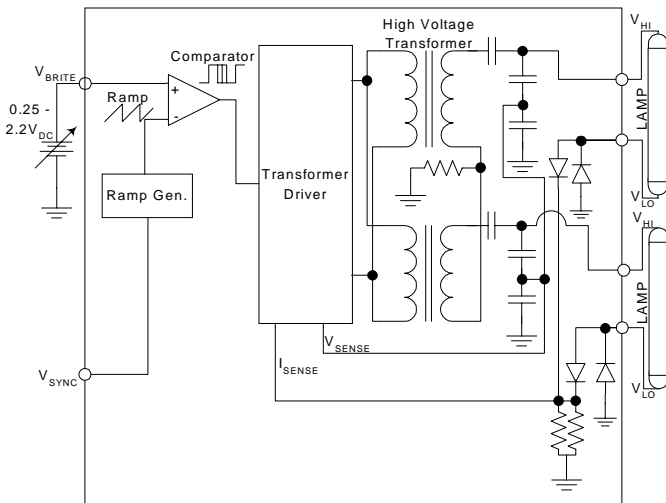 High Voltage
Transformer
V_HI
Comparator
V_BRITE
Ramp
+
-
0.25 -
2.2V_DC
LAMP
Transformer
Driver
Ramp Gen.
V_LO
V_HI
LAMP
V_SENSE
I_SENSE
V_SYNC
V_LO